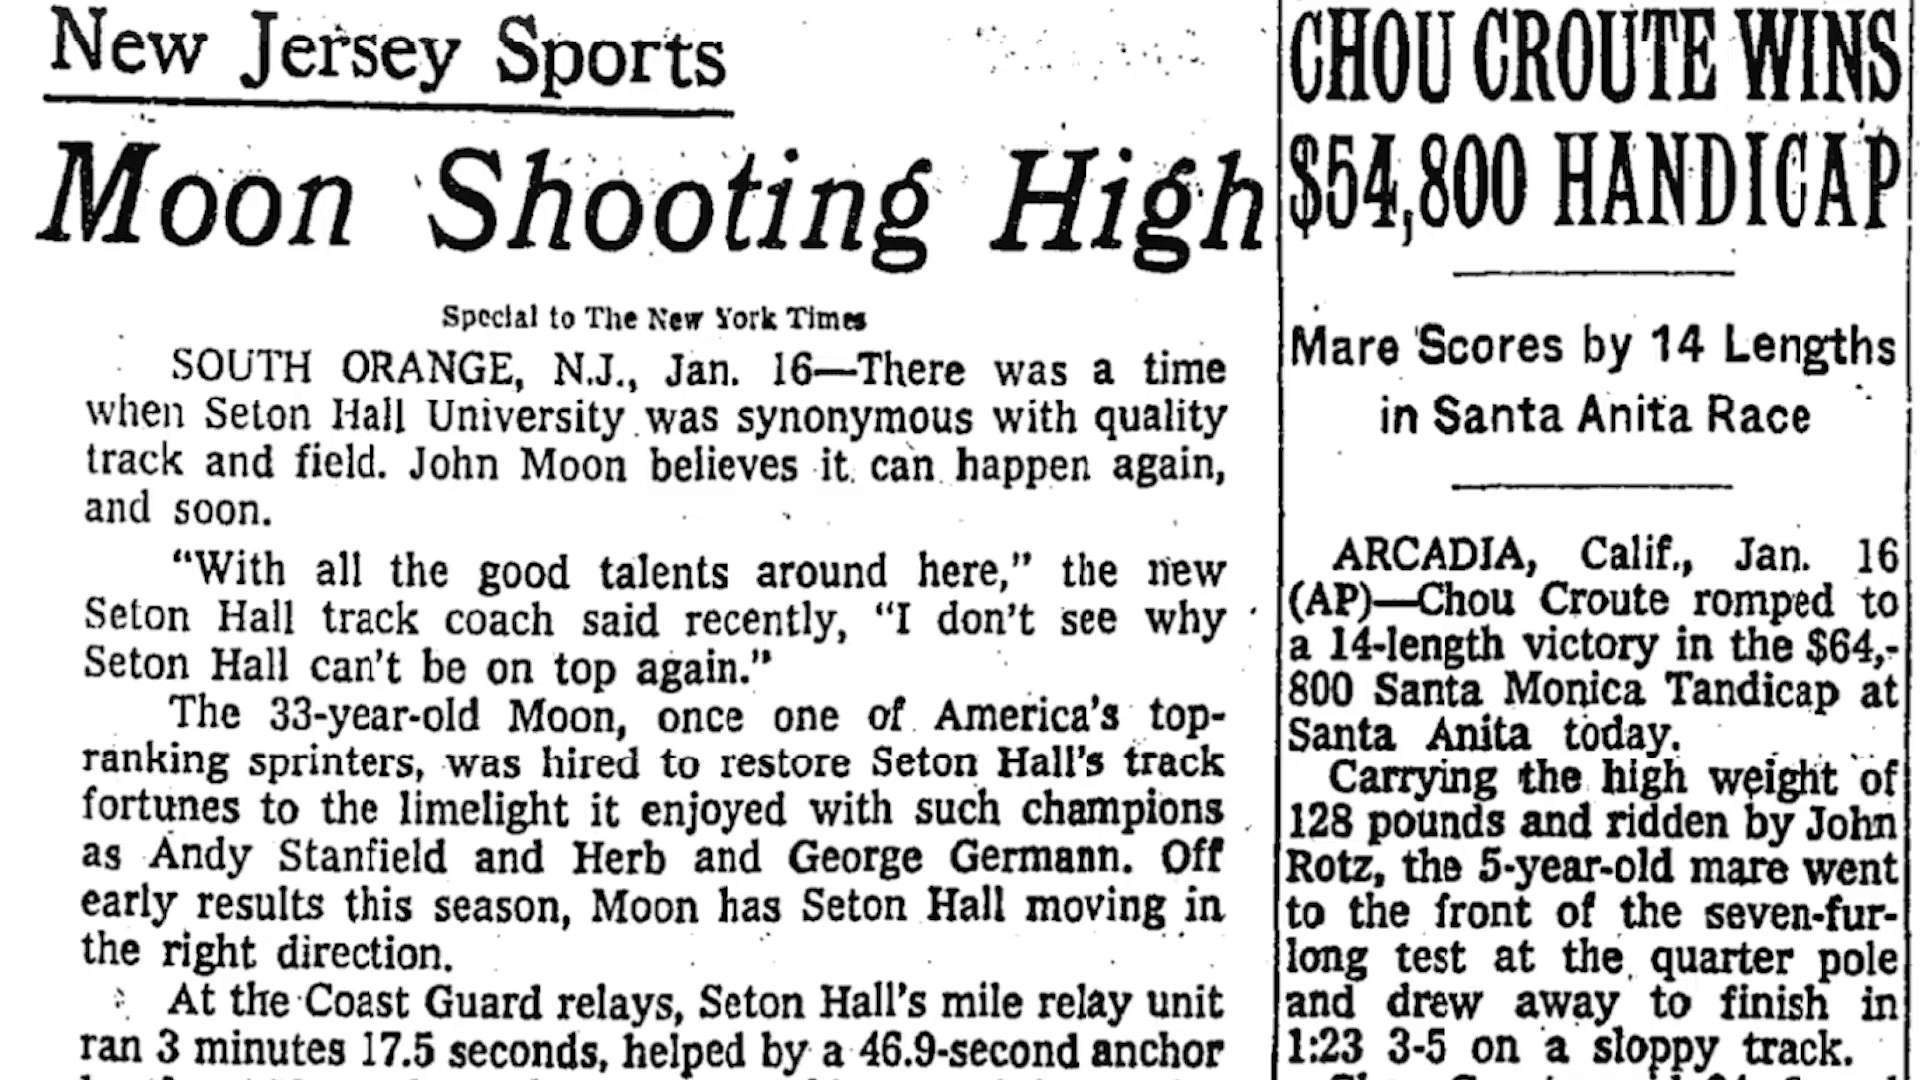 New Jersey Sports
Moon Shooting High
Special to The New York Times
SOUTH ORANGE, N.J., Jan. 16—There was a time
when Seton Hall University was synonymous with quality
track and field. John Moon believes it can happen again,
and soon.
“With all the good talents around here,” the new
Seton Hall track coach said recently, “I don't see why
Seton Hall can't be on top again.”
The 33-year-old Moon, once one of America's top-
ranking sprinters, was hired to restore Seton Hall's track
fortunes to the limelight it enjoyed with such champions
as Andy Stanfield and Herb and George Germann. Off
early results this season, Moon has Seton Hall moving in
the right direction.
At the Coast Guard relays, Seton Hall's mile relay unit
ran 3 minutes 17.5 seconds, helped by a 46.9-second anchor
CHOU CROUTE WINS
$54,800 HANDICAP
Mare Scores by 14 Lengths
in Santa Anita Race
ARCADIA, Calif., Jan. 16
(AP)—Chou Croute romped to
a 14-length victory in the $64,-
800 Santa Monica Tandicap at
Santa Anita today.
Carrying the high weight of
128 pounds and ridden by John
Rotz, the 5-year-old mare went
to the front of the seven-fur-
long test at the quarter pole
and drew away to finish in
1:23 3-5 on a sloppy track.